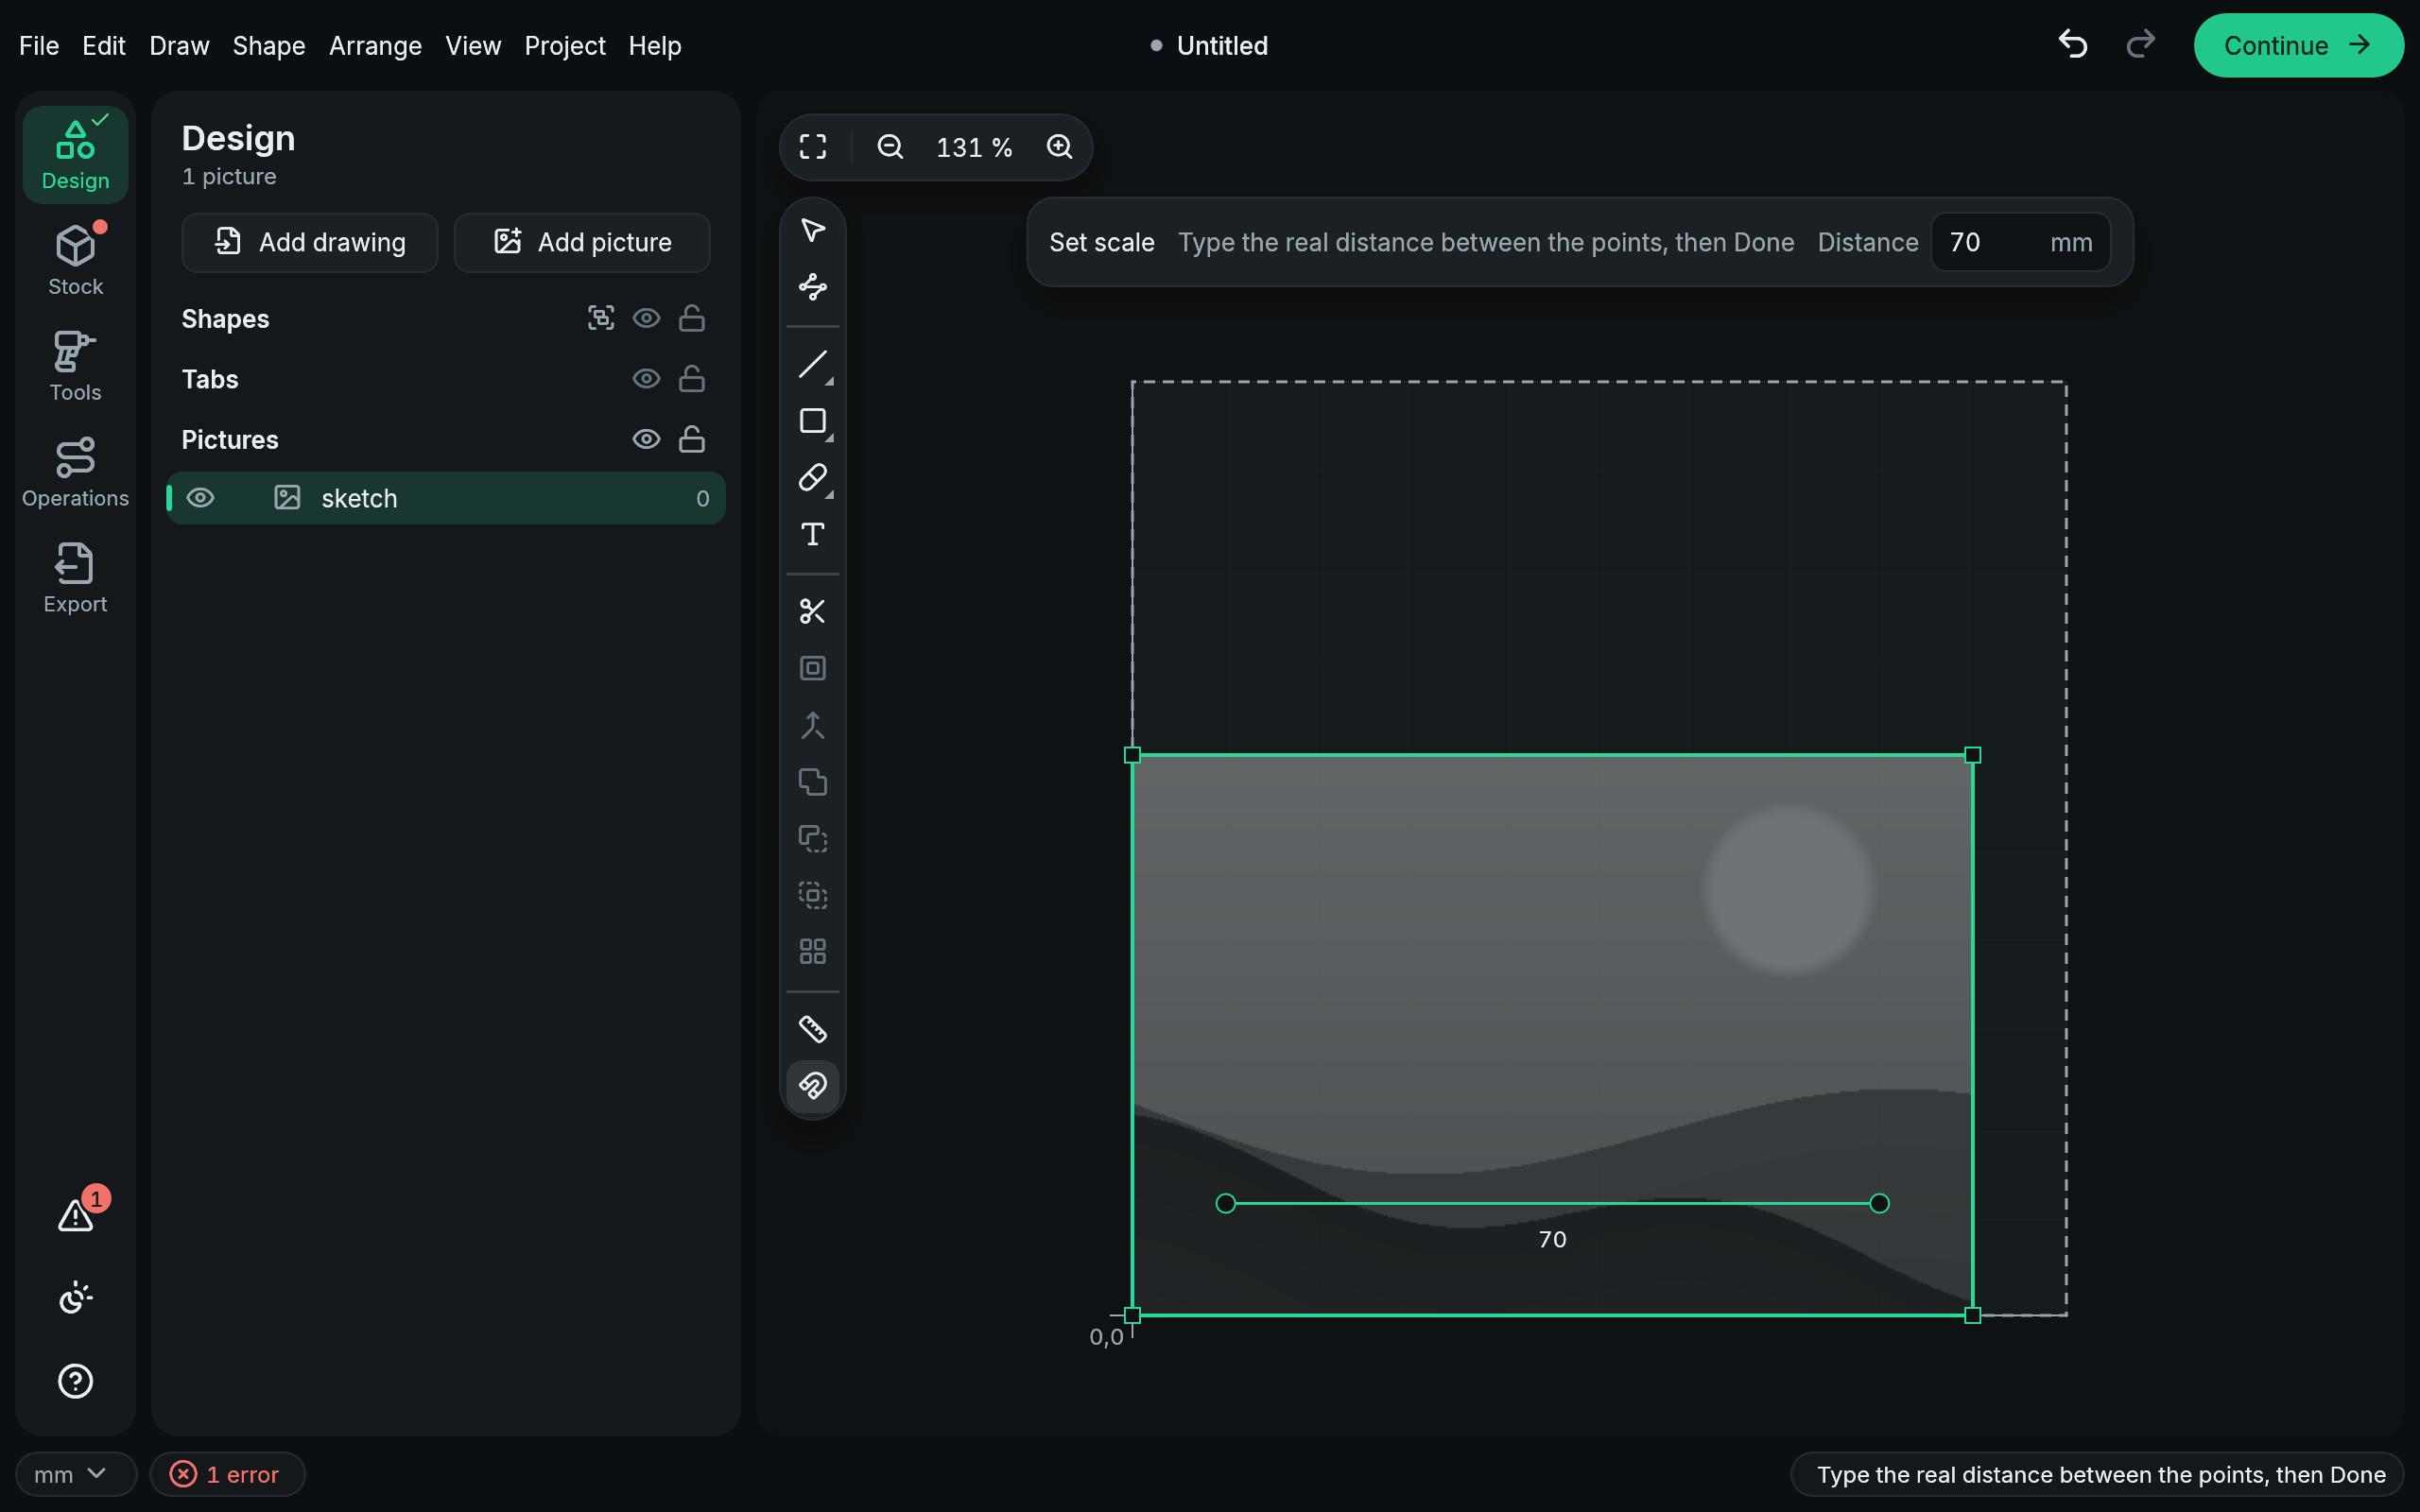 File Edit Draw Shape Arrange View Project Help
Untitled
Continue
Design
Stock
Tools
Operations
Export
1
Design
1 picture
Add drawing
Add picture
Shapes
Tabs
Pictures
sketch 0
131 %
Set scale Type the real distance between the points, then Done Distance 70 mm
70
0,0
mm
1 error
Type the real distance between the points, then Done